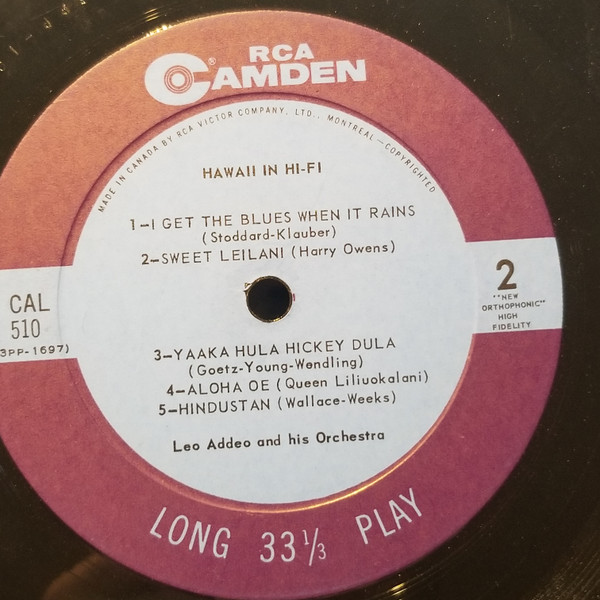 RCA
CAMDEN®
MADE IN CANADA BY RCA VICTOR COMPANY, LTD., MONTREAL—COPYRIGHTED
HAWAII IN HI-FI
1—I GET THE BLUES WHEN IT RAINS
(Stoddard-Klauber)
2—SWEET LEILANI (Harry Owens)
CAL
510
3PP-1697)
2
"NEW
ORTHOPHONIC"
HIGH
FIDELITY
3—YAAKA HULA HICKEY DULA
(Goetz-Young-Wendling)
4—ALOHA OE (Queen Liliuokalani)
5—HINDUSTAN (Wallace-Weeks)
Leo Addeo and his Orchestra
LONG 33⅓ PLAY